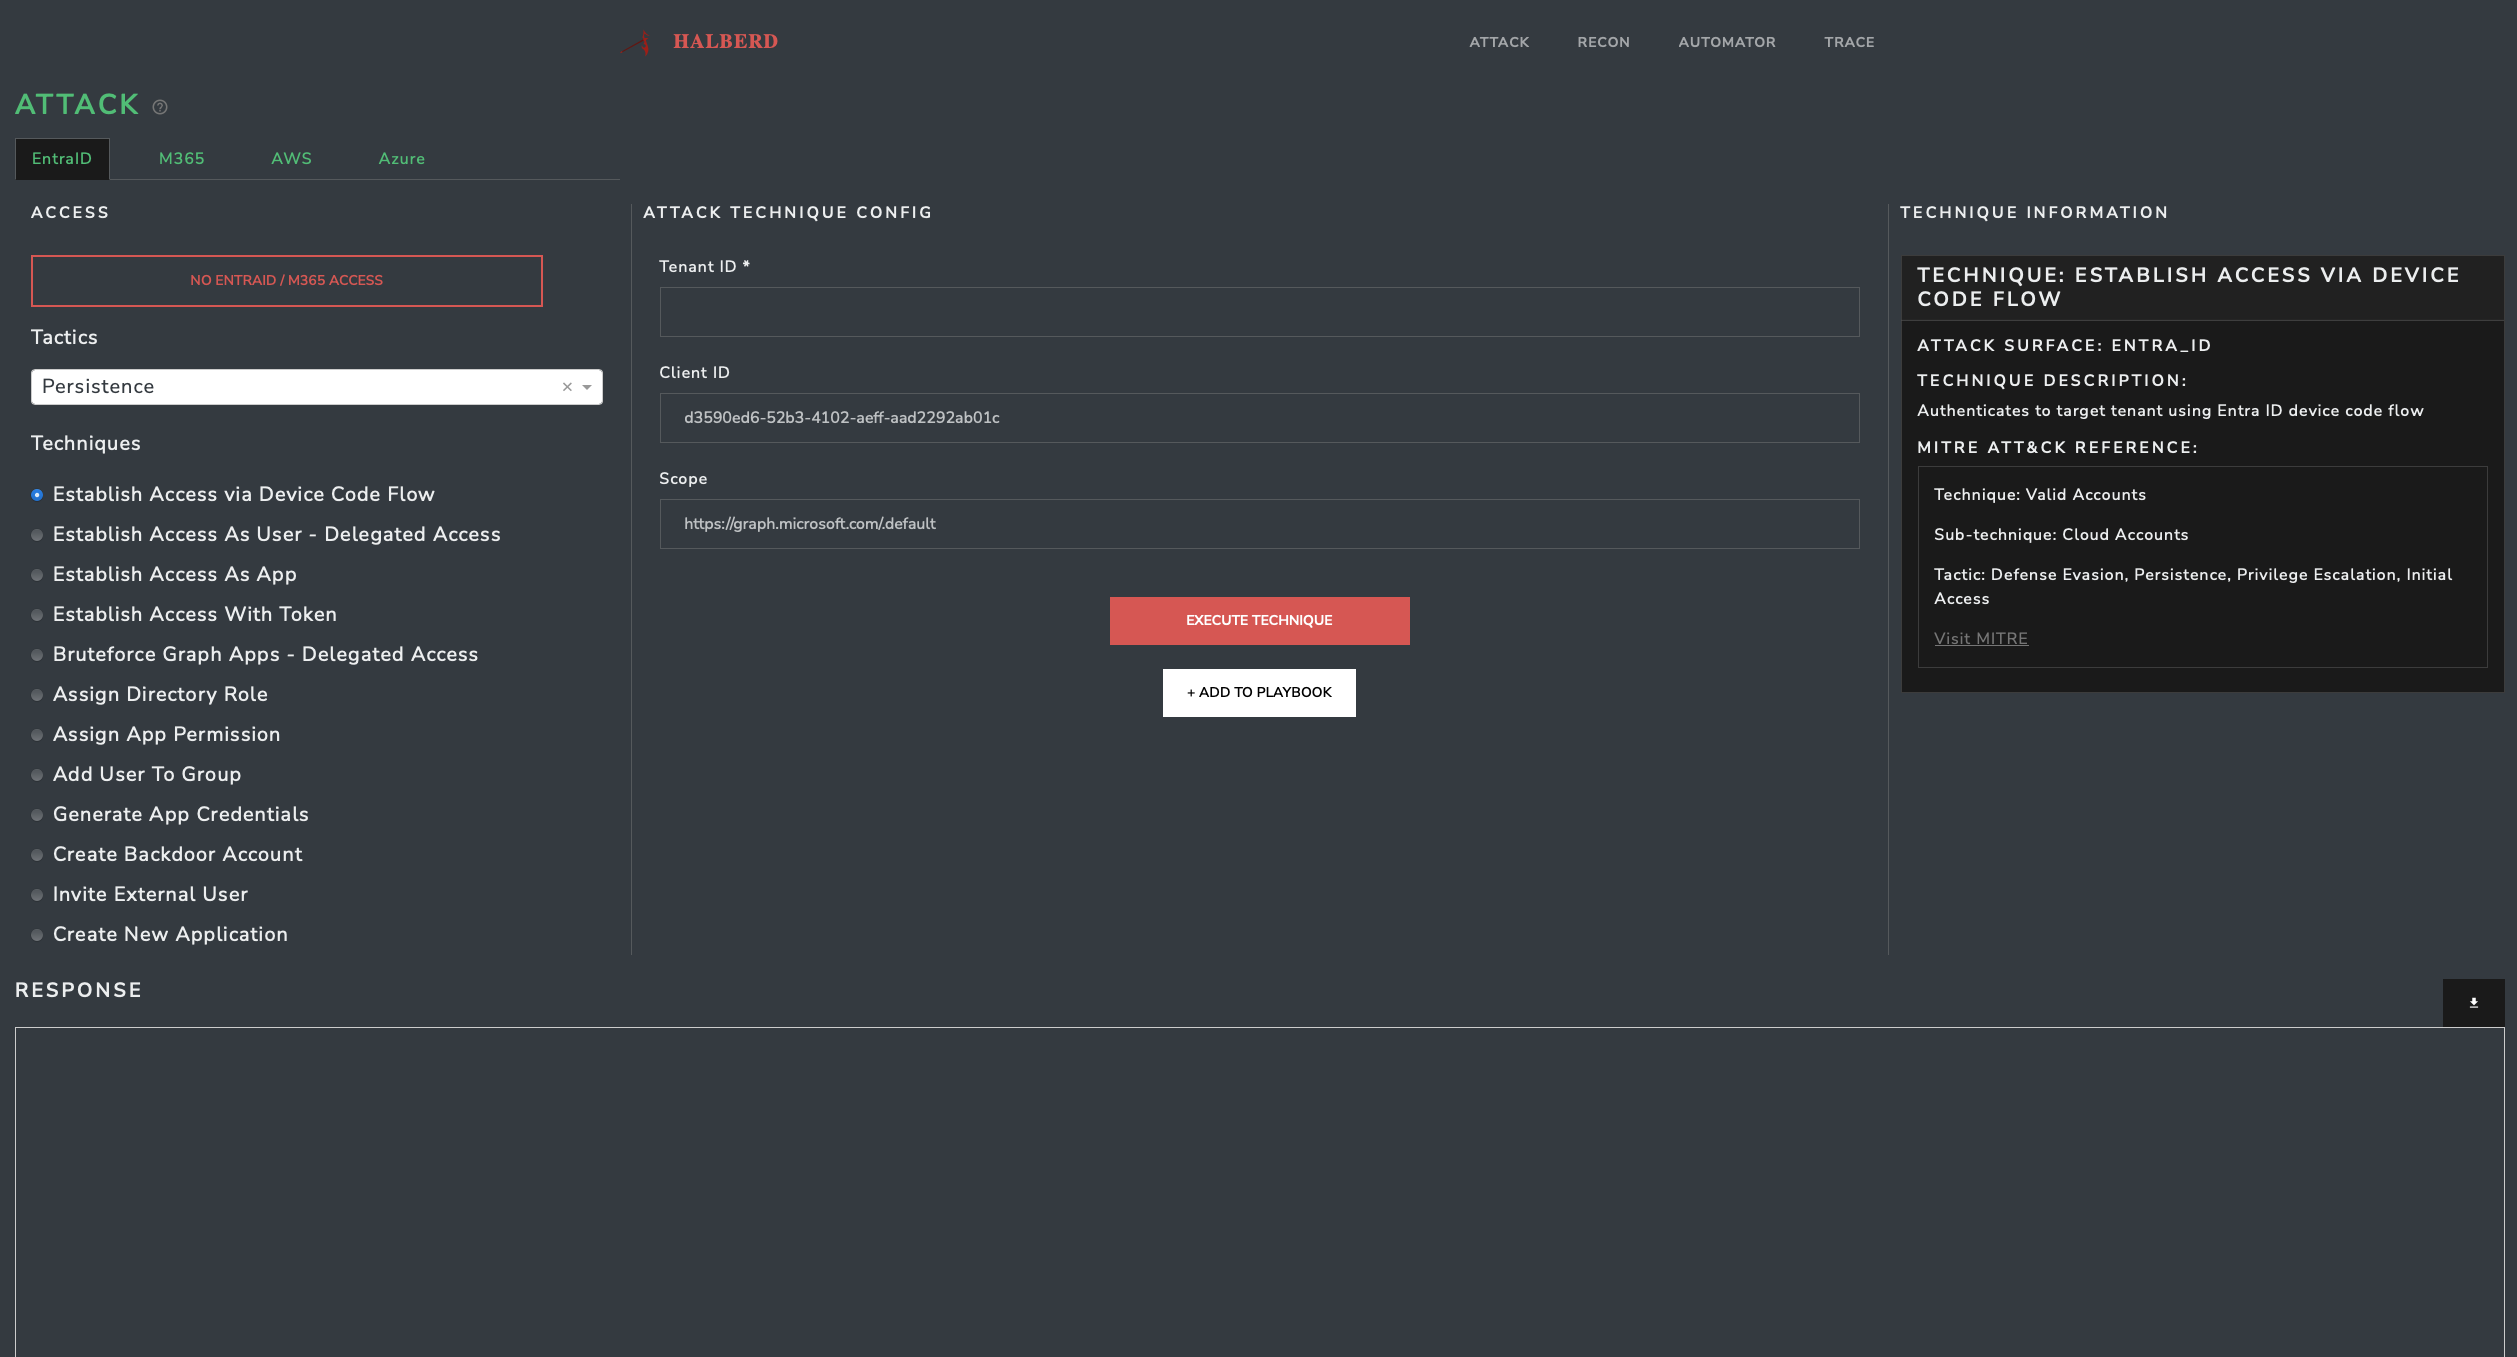 HALBERD
ATTACK
RECON
AUTOMATOR
TRACE
ATTACK
EntraID
M365
AWS
Azure
ACCESS
NO ENTRAID / M365 ACCESS
Tactics
Persistence
Techniques
Establish Access via Device Code Flow
Establish Access As User - Delegated Access
Establish Access As App
Establish Access With Token
Bruteforce Graph Apps - Delegated Access
Assign Directory Role
Assign App Permission
Add User To Group
Generate App Credentials
Create Backdoor Account
Invite External User
Create New Application
ATTACK TECHNIQUE CONFIG
Tenant ID *
Client ID
d3590ed6-52b3-4102-aeff-aad2292ab01c
Scope
https://graph.microsoft.com/.default
EXECUTE TECHNIQUE
+ ADD TO PLAYBOOK
TECHNIQUE INFORMATION
TECHNIQUE: ESTABLISH ACCESS VIA DEVICE
CODE FLOW
ATTACK SURFACE: ENTRA_ID
TECHNIQUE DESCRIPTION:
Authenticates to target tenant using Entra ID device code flow
MITRE ATT&CK REFERENCE:
Technique: Valid Accounts
Sub-technique: Cloud Accounts
Tactic: Defense Evasion, Persistence, Privilege Escalation, Initial
Access
Visit MITRE
RESPONSE